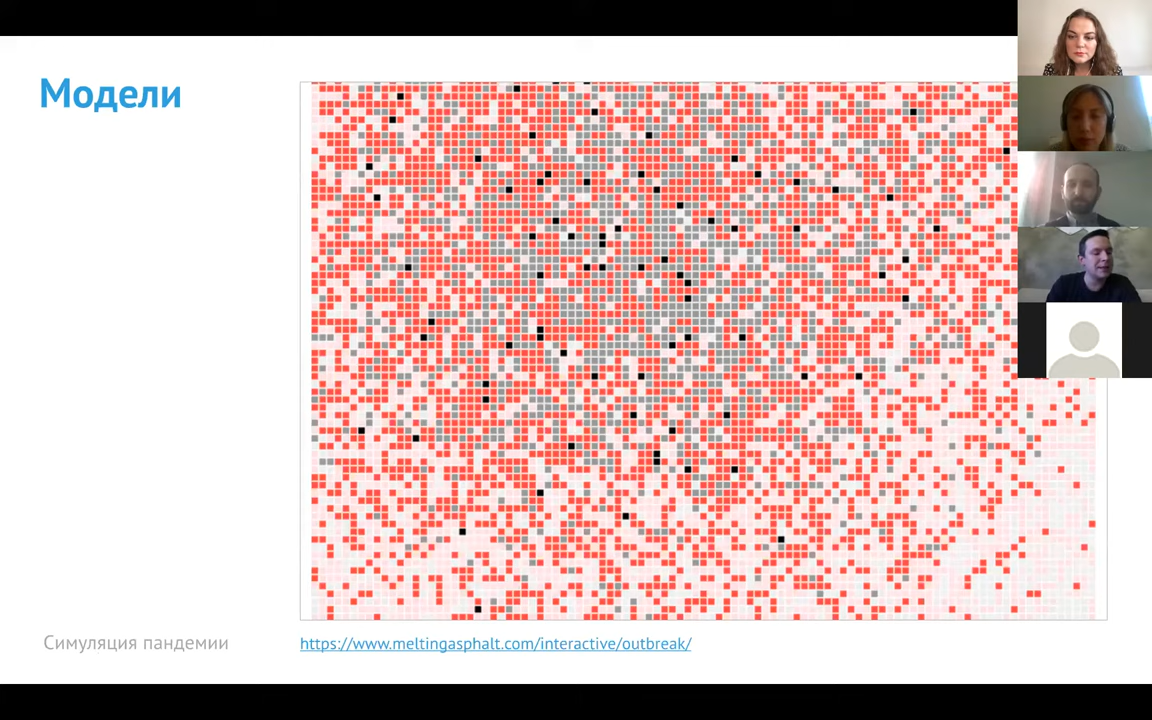 Модели
Симуляция пандемии
https://www.meltingasphalt.com/interactive/outbreak/